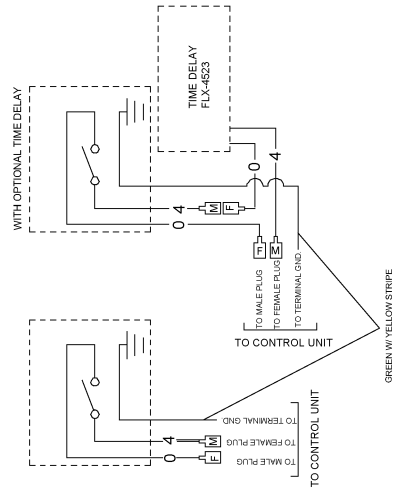 WITH OPTIONAL TIME DELAY
TIME DELAY
FLX-4523
0
4
M
F
0
4
F
M
TO MALE PLUG
TO FEMALE PLUG
TO TERMINAL GND.
TO CONTROL UNIT
GREEN W/ YELLOW STRIPE
0
4
F
M
TO MALE PLUG
TO FEMALE PLUG
TO TERMINAL GND
TO CONTROL UNIT